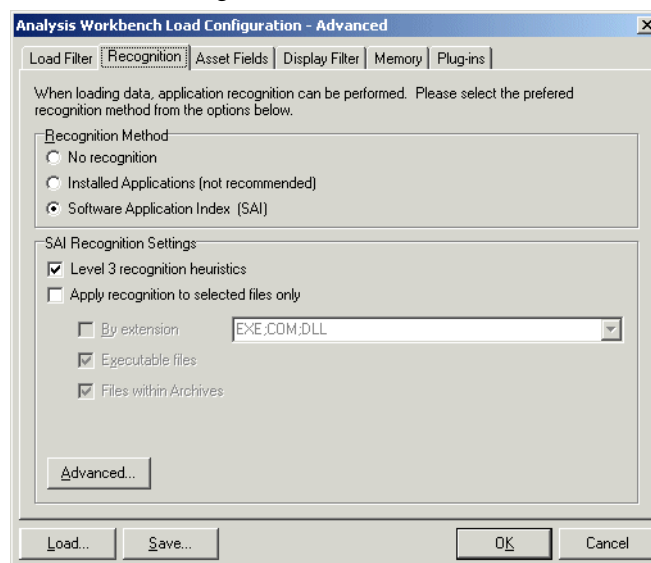 Analysis Workbench Load Configuration - Advanced
Load Filter Recognition Asset Fields Display Filter Memory Plug-ins
When loading data, application recognition can be performed. Please select the prefered
recognition method from the options below.
Recognition Method
No recognition
Installed Applications (not recommended)
Software Application Index (SAI)
SAI Recognition Settings
Level 3 recognition heuristics
Apply recognition to selected files only
By extension EXE;COM;DLL
Executable files
Files within Archives
Advanced...
Load... Save... OK Cancel